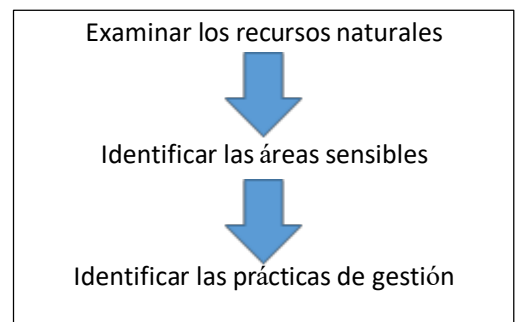 Examinar los recursos naturales
Identificar las áreas sensibles
Identificar las prácticas de gestión